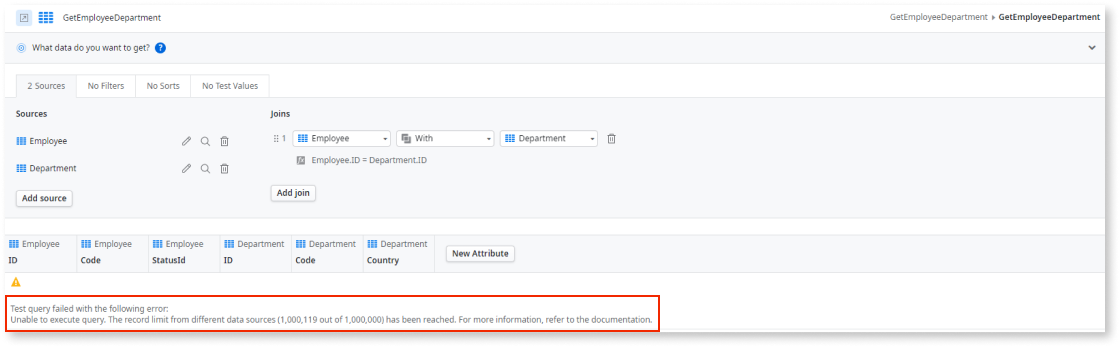 GetEmployeeDepartment
GetEmployeeDepartment GetEmployeeDepartment
What data do you want to get? ?
2 Sources No Filters No Sorts No Test Values
Sources Joins
1 Employee With Department
Employee
Employee.ID = Department.ID
Department
Add join
Add source
Employee Employee Employee Department Department Department
New Attribute
ID Code StatusId ID Code Country
Test query failed with the following error:
Unable to execute query. The record limit from different data sources (1,000,119 out of 1,000,000) has been reached. For more information, refer to the documentation.